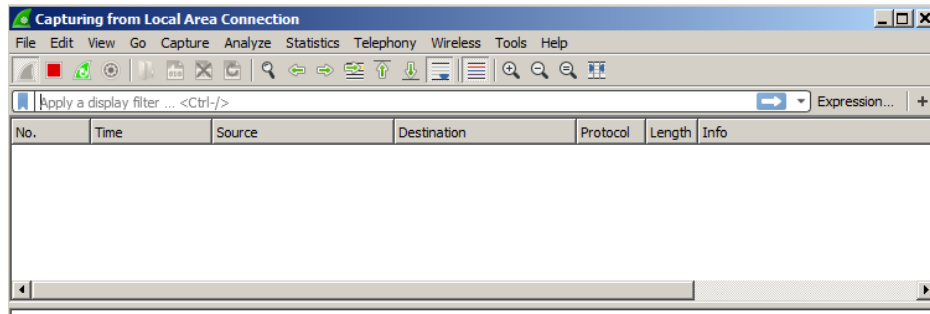 Capturing from Local Area Connection
File Edit View Go Capture Analyze Statistics Telephony Wireless Tools Help
Apply a display filter ... <Ctrl-/> Expression... +
No. Time Source Destination Protocol Length Info